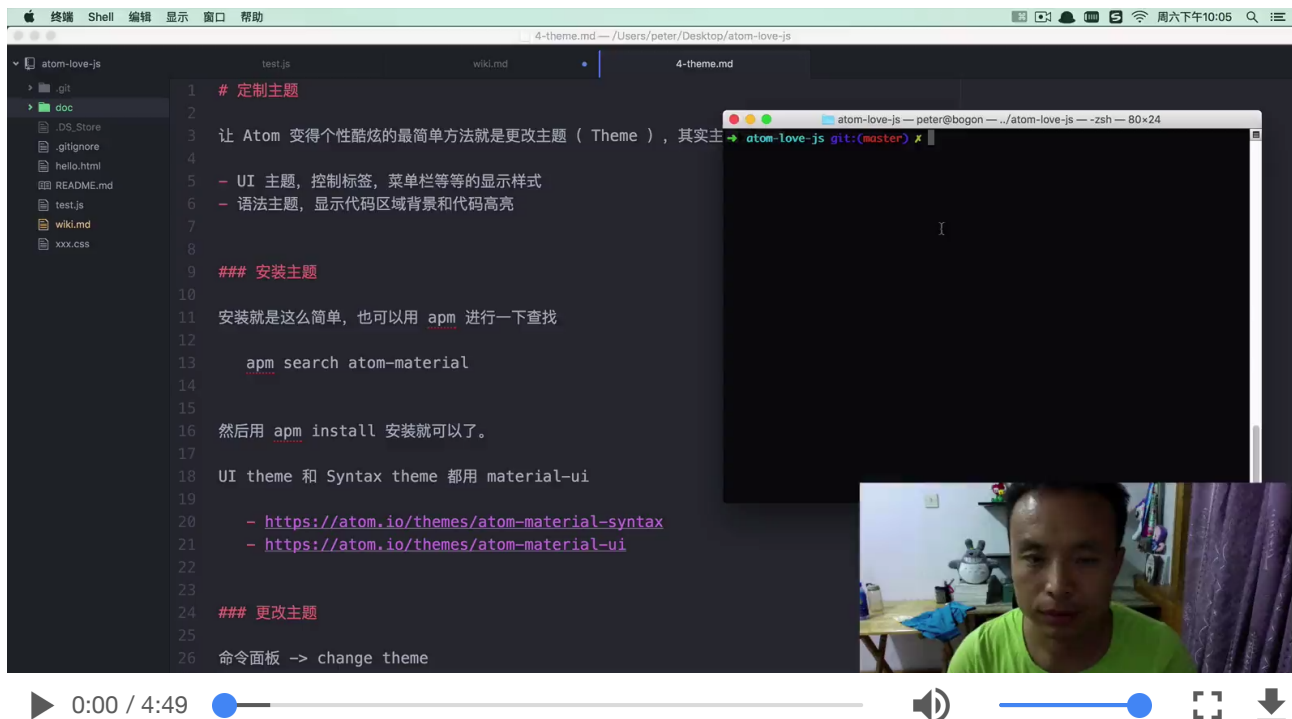 终端 Shell 编辑 显示 窗口 帮助 周六下午10:05
4-theme.md — /Users/peter/Desktop/atom-love-js
atom-love-js
test.js wiki.md 4-theme.md
.git
doc
.DS_Store
.gitignore
hello.html
README.md
test.js
wiki.md
xxx.css
1 # 定制主题
2
3 让 Atom 变得个性酷炫的最简单方法就是更改主题 ( Theme ) , 其实主
4
5 - UI 主题, 控制标签, 菜单栏等等的显示样式
6 - 语法主题, 显示代码区域背景和代码高亮
7
8
9 ### 安装主题
10
11 安装就是这么简单, 也可以用 apm 进行一下查找
12
13 apm search atom-material
14
15
16 然后用 apm install 安装就可以了。
17
18 UI theme 和 Syntax theme 都用 material-ui
19
20 - https://atom.io/themes/atom-material-syntax
21 - https://atom.io/themes/atom-material-ui
22
23
24 ### 更改主题
25
26 命令面板 -> change theme
atom-love-js — peter@bogon — ../atom-love-js — -zsh — 80×24
➜ atom-love-js git:(master) ✗
0:00 / 4:49